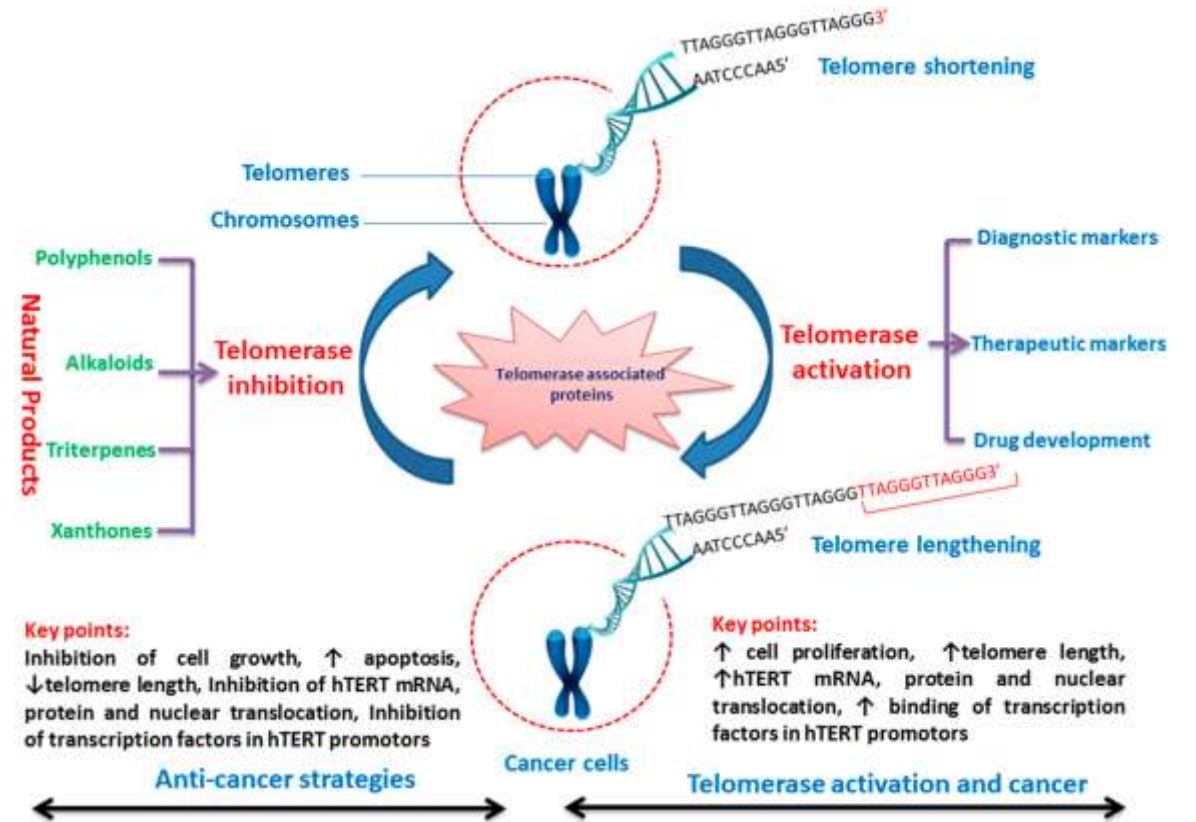 TTAGGGTTAGGGTTAGGG3'
AATCCCAA5'
Telomere shortening
Telomeres
Chromosomes
Natural Products
Polyphenols
Alkaloids
Triterpenes
Xanthones
Telomerase
inhibition
Telomerase associated
proteins
Telomerase
activation
Diagnostic markers
Therapeutic markers
Drug development
TTAGGGTTAGGGTTAGGGTTAGGGTTAGGG3'
AATCCCAA5'
Telomere lengthening
Key points:
Inhibition of cell growth, ↑ apoptosis,
↓telomere length, Inhibition of hTERT mRNA,
protein and nuclear translocation, Inhibition
of transcription factors in hTERT promotors
Key points:
↑ cell proliferation, ↑telomere length,
↑hTERT mRNA, protein and nuclear
translocation, ↑ binding of transcription
factors in hTERT promotors
Cancer cells
Anti-cancer strategies
Telomerase activation and cancer